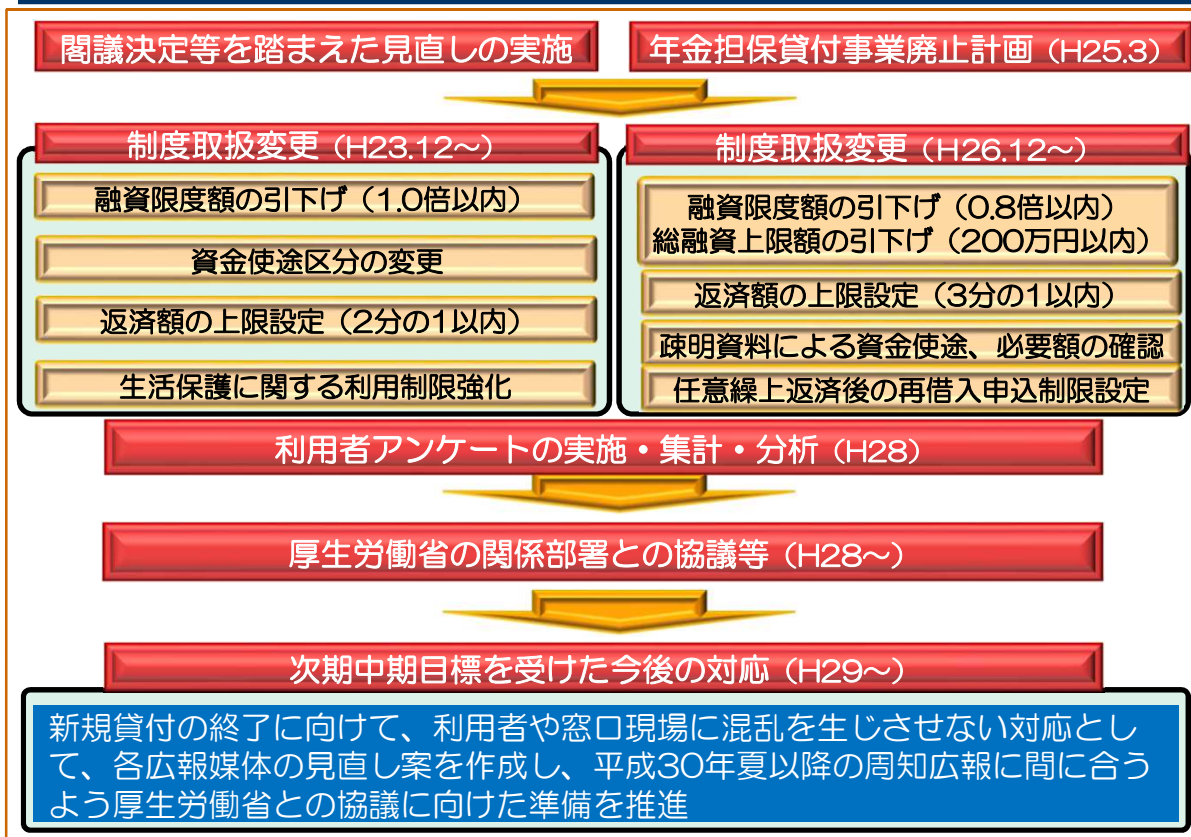 閣議決定等を踏まえた見直しの実施
年金担保貸付事業廃止計画（H25.3）
制度取扱変更（H23.12～）
融資限度額の引下げ（1.0倍以内）
資金使途区分の変更
返済額の上限設定（2分の1以内）
生活保護に関する利用制限強化
制度取扱変更（H26.12～）
融資限度額の引下げ（0.8倍以内）
総融資上限額の引下げ（200万円以内）
返済額の上限設定（3分の1以内）
疎明資料による資金使途、必要額の確認
任意繰上返済後の再借入申込制限設定
利用者アンケートの実施・集計・分析（H28）
厚生労働省の関係部署との協議等（H28～）
次期中期目標を受けた今後の対応（H29～）
新規貸付の終了に向けて、利用者や窓口現場に混乱を生じさせない対応とし
て、各広報媒体の見直し案を作成し、平成30年夏以降の周知広報に間に合う
よう厚生労働省との協議に向けた準備を推進